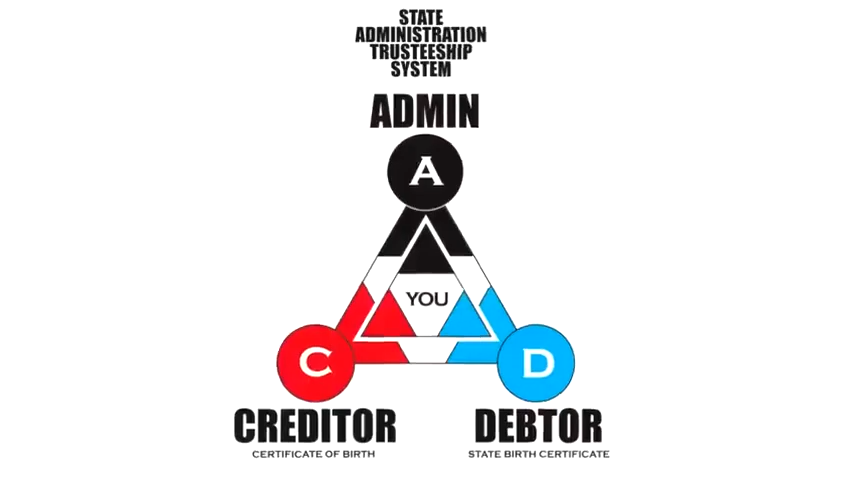 STATE
ADMINISTRATION
TRUSTEESHIP
SYSTEM
ADMIN
A
YOU
C
D
CREDITOR
DEBTOR
CERTIFICATE OF BIRTH
STATE BIRTH CERTIFICATE